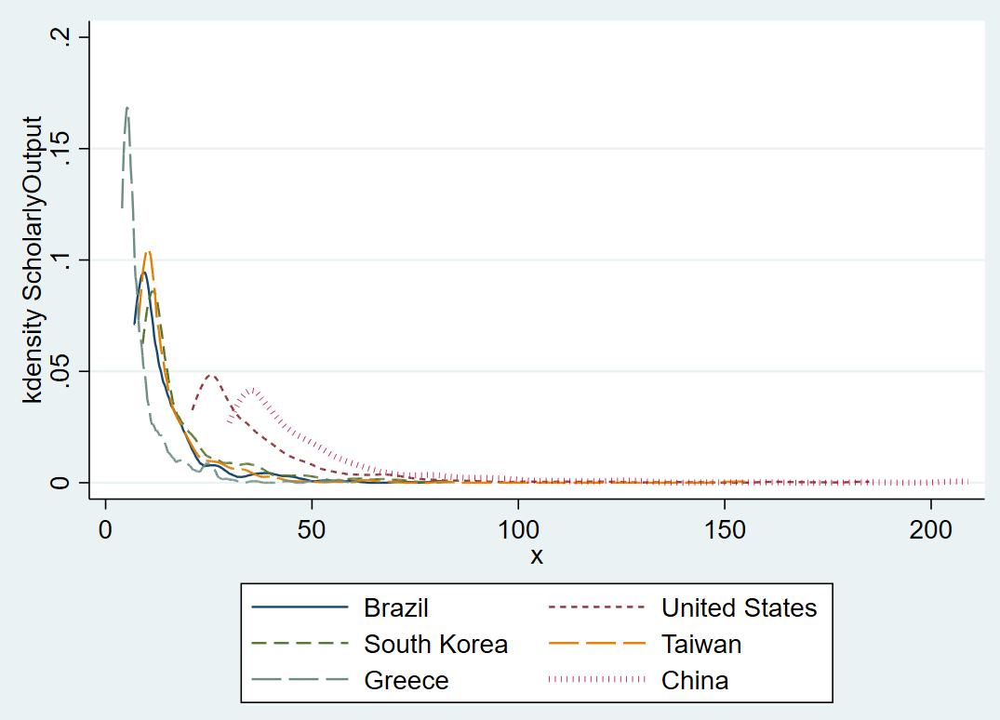 kdensity ScholarlyOutput
.2
.15
.1
.05
0
0 50 100 150 200
x
Brazil United States
South Korea Taiwan
Greece China